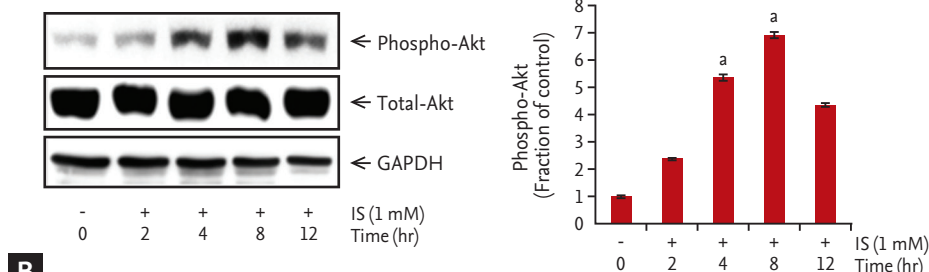 ← Phospho-Akt
← Total-Akt
← GAPDH
- + + + + IS (1 mM)
0 2 4 8 12 Time (hr)
B
Phospho-Akt
(Fraction of control)
8
7
6
5
4
3
2
1
0
a
a
- + + + + IS (1 mM)
0 2 4 8 12 Time (hr)